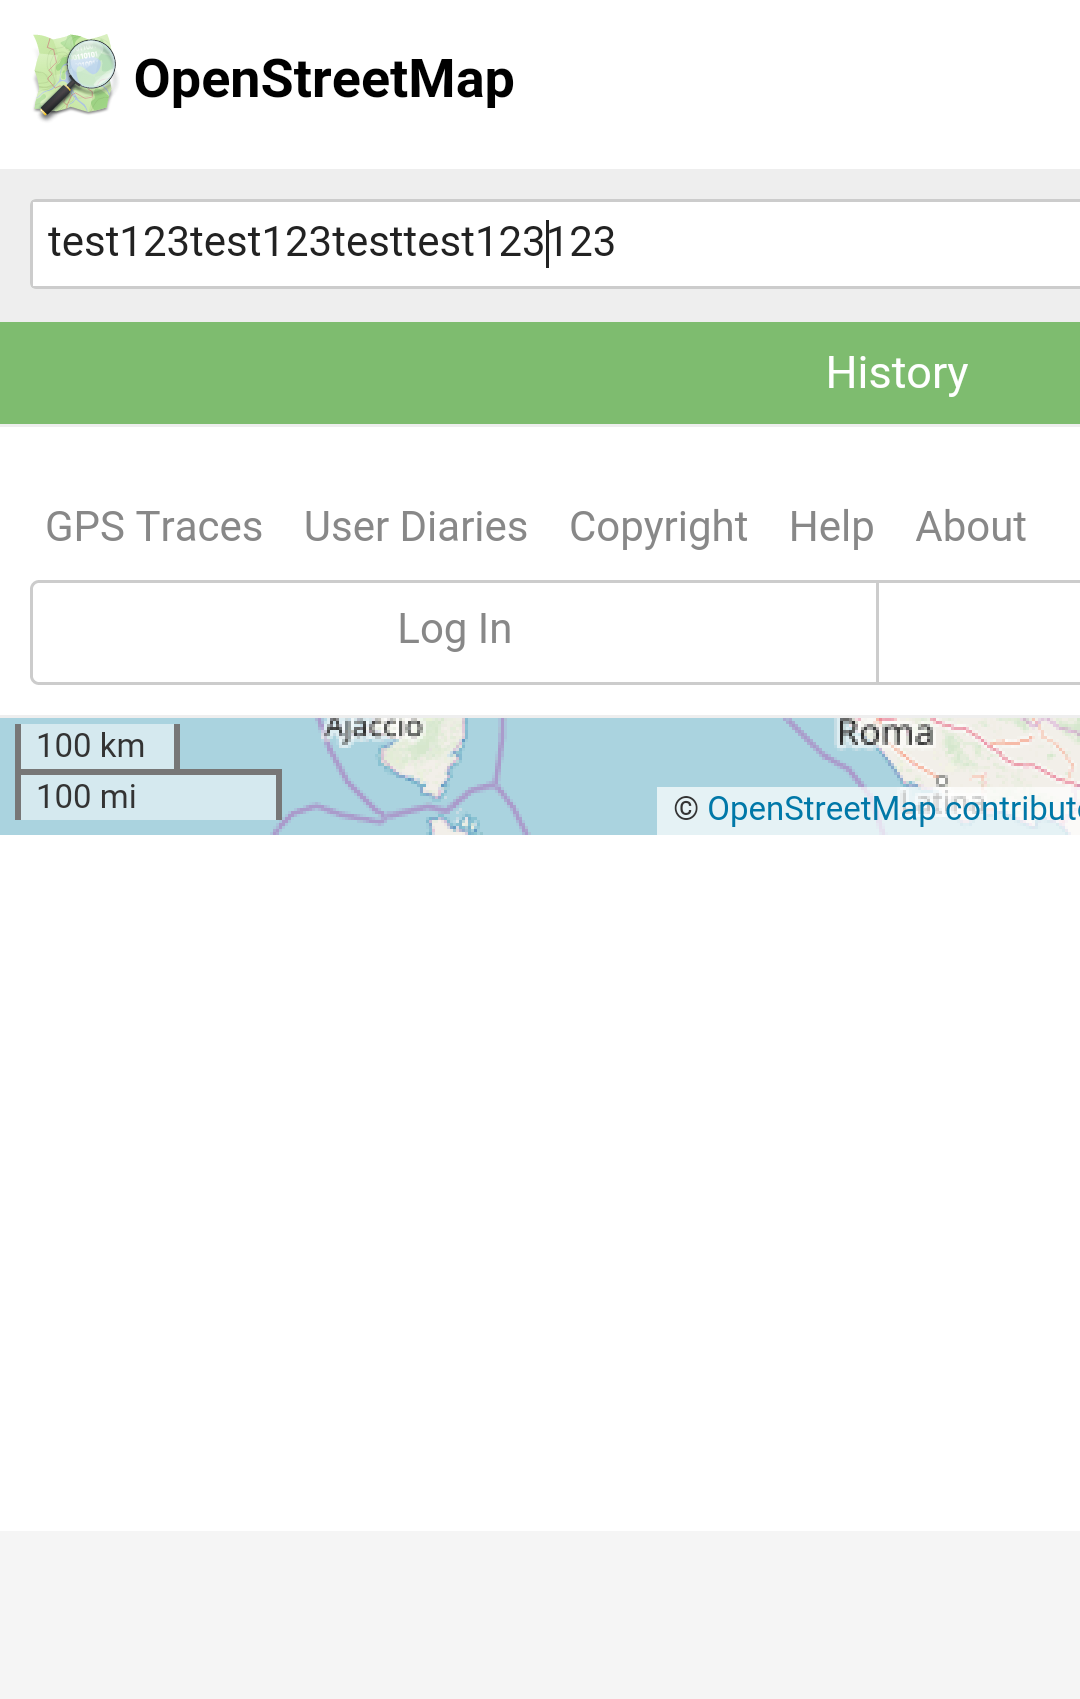 OpenStreetMap
test123test123testtest123123
History
GPS Traces User Diaries Copyright Help About
Log In
Ajaccio
Roma
100 km
100 mi
Latina
© OpenStreetMap